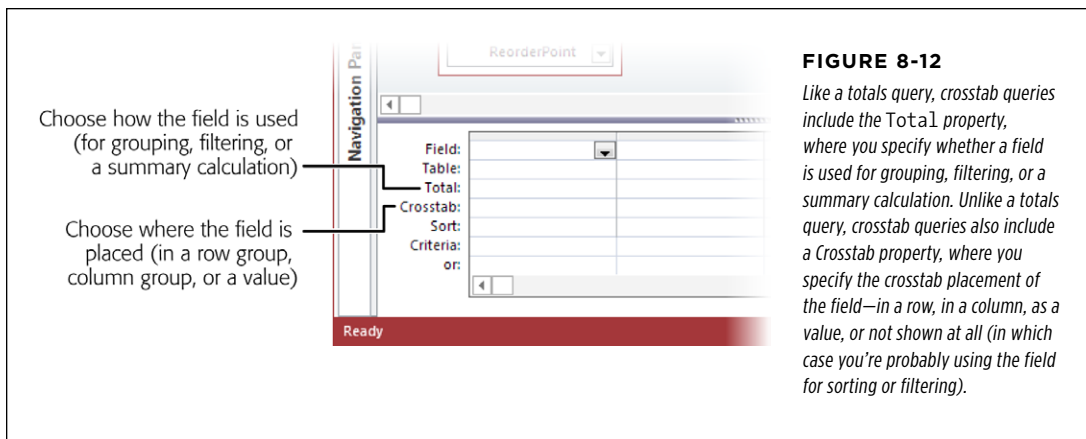 Choose how the field is used
(for grouping, filtering, or
a summary calculation)
Choose where the field is
placed (in a row group,
column group, or a value)
Navigation Pan
ReorderPoint
Field:
Table:
Total:
Crosstab:
Sort:
Criteria:
or:
Ready
FIGURE 8-12
Like a totals query, crosstab queries
include the Total property,
where you specify whether a field
is used for grouping, filtering, or a
summary calculation. Unlike a totals
query, crosstab queries also include
a Crosstab property, where you
specify the crosstab placement of
the field—in a row, in a column, as a
value, or not shown at all (in which
case you’re probably using the field
for sorting or filtering).